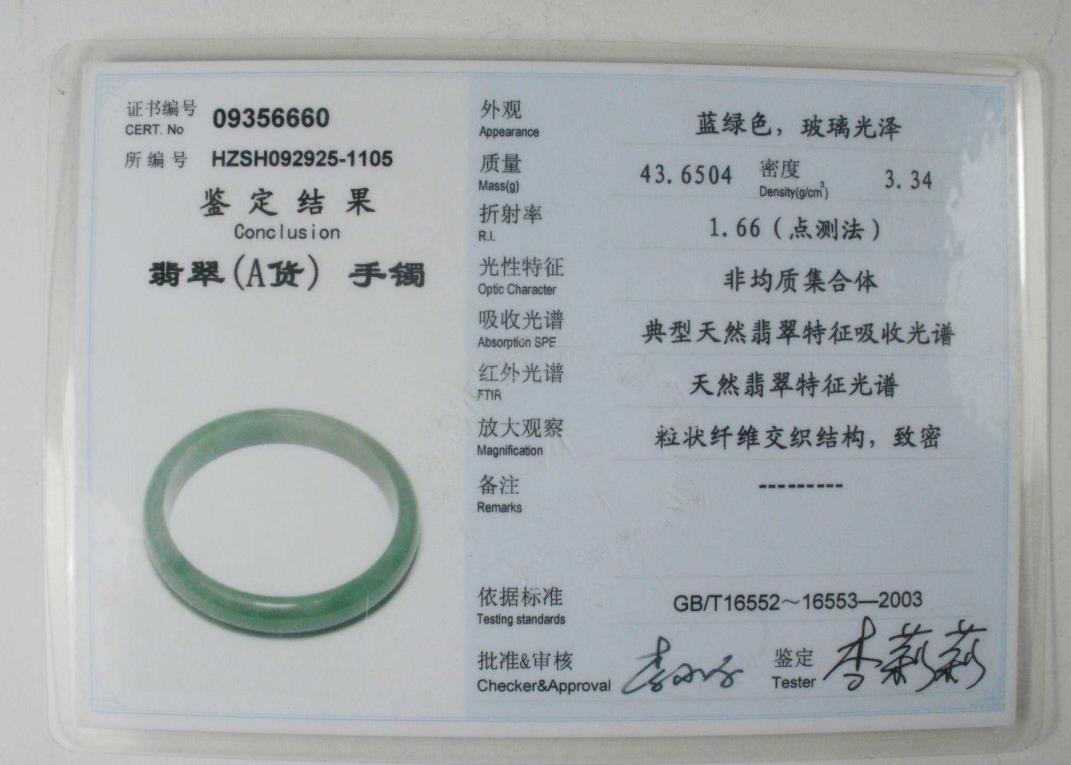 证书编号
CERT. No 09356660
所编号 HZSH092925-1105
鉴定结果
Conclusion
翡翠(A货) 手镯
外观
Appearance
蓝绿色，玻璃光泽
质量
Mass(g)
43.6504
密度
Density(g/cm³)
3.34
折射率
R.I.
1.66(点测法)
光性特征
Optic Character
非均质集合体
吸收光谱
Absorption SPE
典型天然翡翠特征吸收光谱
红外光谱
FTIR
天然翡翠特征光谱
放大观察
Magnification
粒状纤维交织结构，致密
备注
Remarks
---------
依据标准
Testing standards
GB/T16552～16553—2003
批准&审核
Checker&Approval
鉴定
Tester
李莉莉